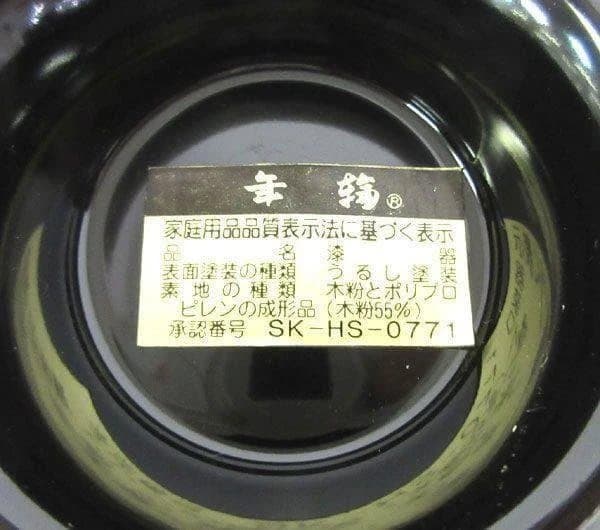 年輪®
家庭用品品質表示法に基づく表示
品名 漆器
表面塗装の種類 うるし塗装
素地の種類 木粉とポリプロ
ピレンの成形品(木粉55%)
承認番号 SK-HS-0771